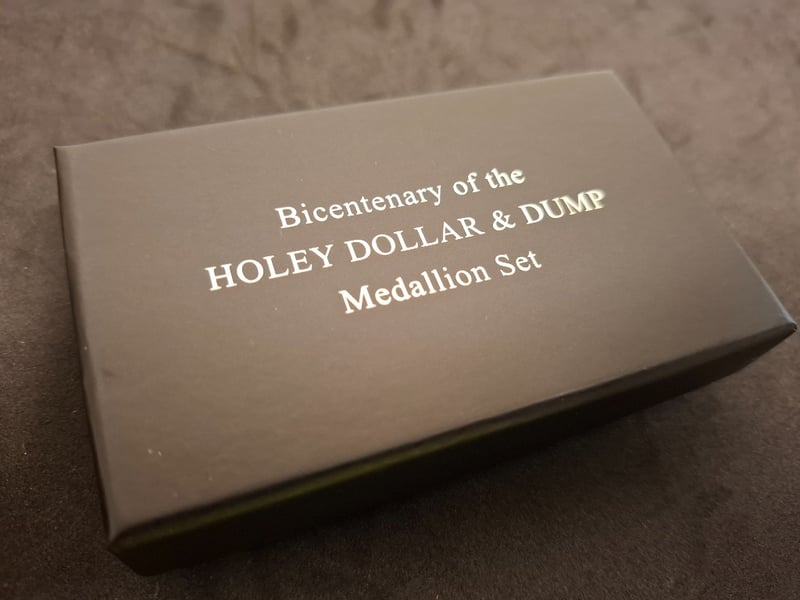 Bicentenary of the
HOLEY DOLLAR & DUMP
Medallion Set